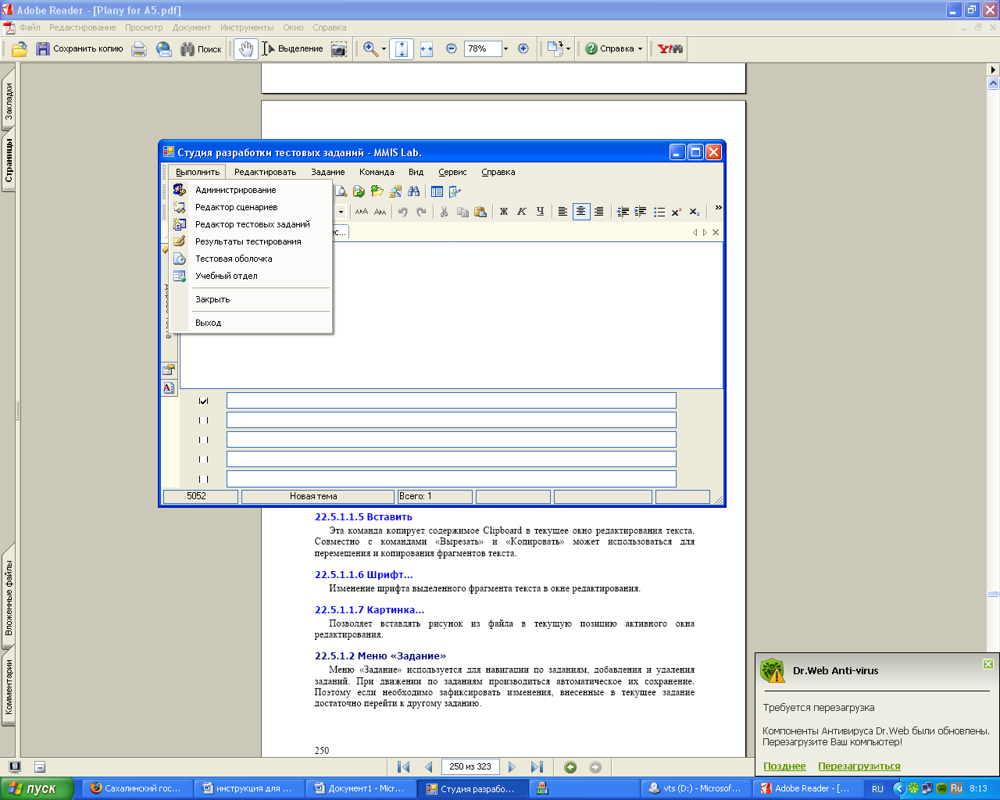 Adobe Reader - [Plany for A5.pdf]
Файл Редактирование Просмотр Документ Инструменты Окно Справка
Сохранить копию Поиск Выделение 78% Справка Y!
Закладки
Страницы
Вложенные файлы
Комментарии
Студия разработки тестовых заданий - MMIS Lab.
Выполнить Редактировать Задание Команда Вид Сервис Справка
Администрирование
Редактор сценариев
Редактор тестовых заданий
Результаты тестирования
Тестовая оболочка
Учебный отдел
Закрыть
Выход
Ж К Ч
ес...
5052 Новая тема Всего: 1
22.5.1.1.5 Вставить
Эта команда копирует содержимое Clipboard в текущее окно редактирования текста.
Совместно с командами «Вырезать» и «Копировать» может использоваться для
перемещения и копирования фрагментов текста.
22.5.1.1.6 Шрифт...
Изменение шрифта выделенного фрагмента текста в окне редактирования.
22.5.1.1.7 Картинка...
Позволяет вставлять рисунок из файла в текущую позицию активного окна
редактирования.
22.5.1.2 Меню «Задание»
Меню «Задание» используется для навигации по заданиям, добавления и удаления
заданий. При движении по заданиям производиться автоматическое их сохранение.
Поэтому если необходимо зафиксировать изменения, внесенные в текущее задание
достаточно перейти к другому заданию.
250
Dr.Web Anti-virus
Требуется перезагрузка
Компоненты Антивируса Dr.Web были обновлены.
Перезагрузите Ваш компьютер!
Позднее Перезагрузиться
250 из 323
пуск Сахалинский гос... инструкция для ... Документ1 - Micr... Студия разрабо... vts (D:) - Microsof... Adobe Reader - [... RU Ru 8:13